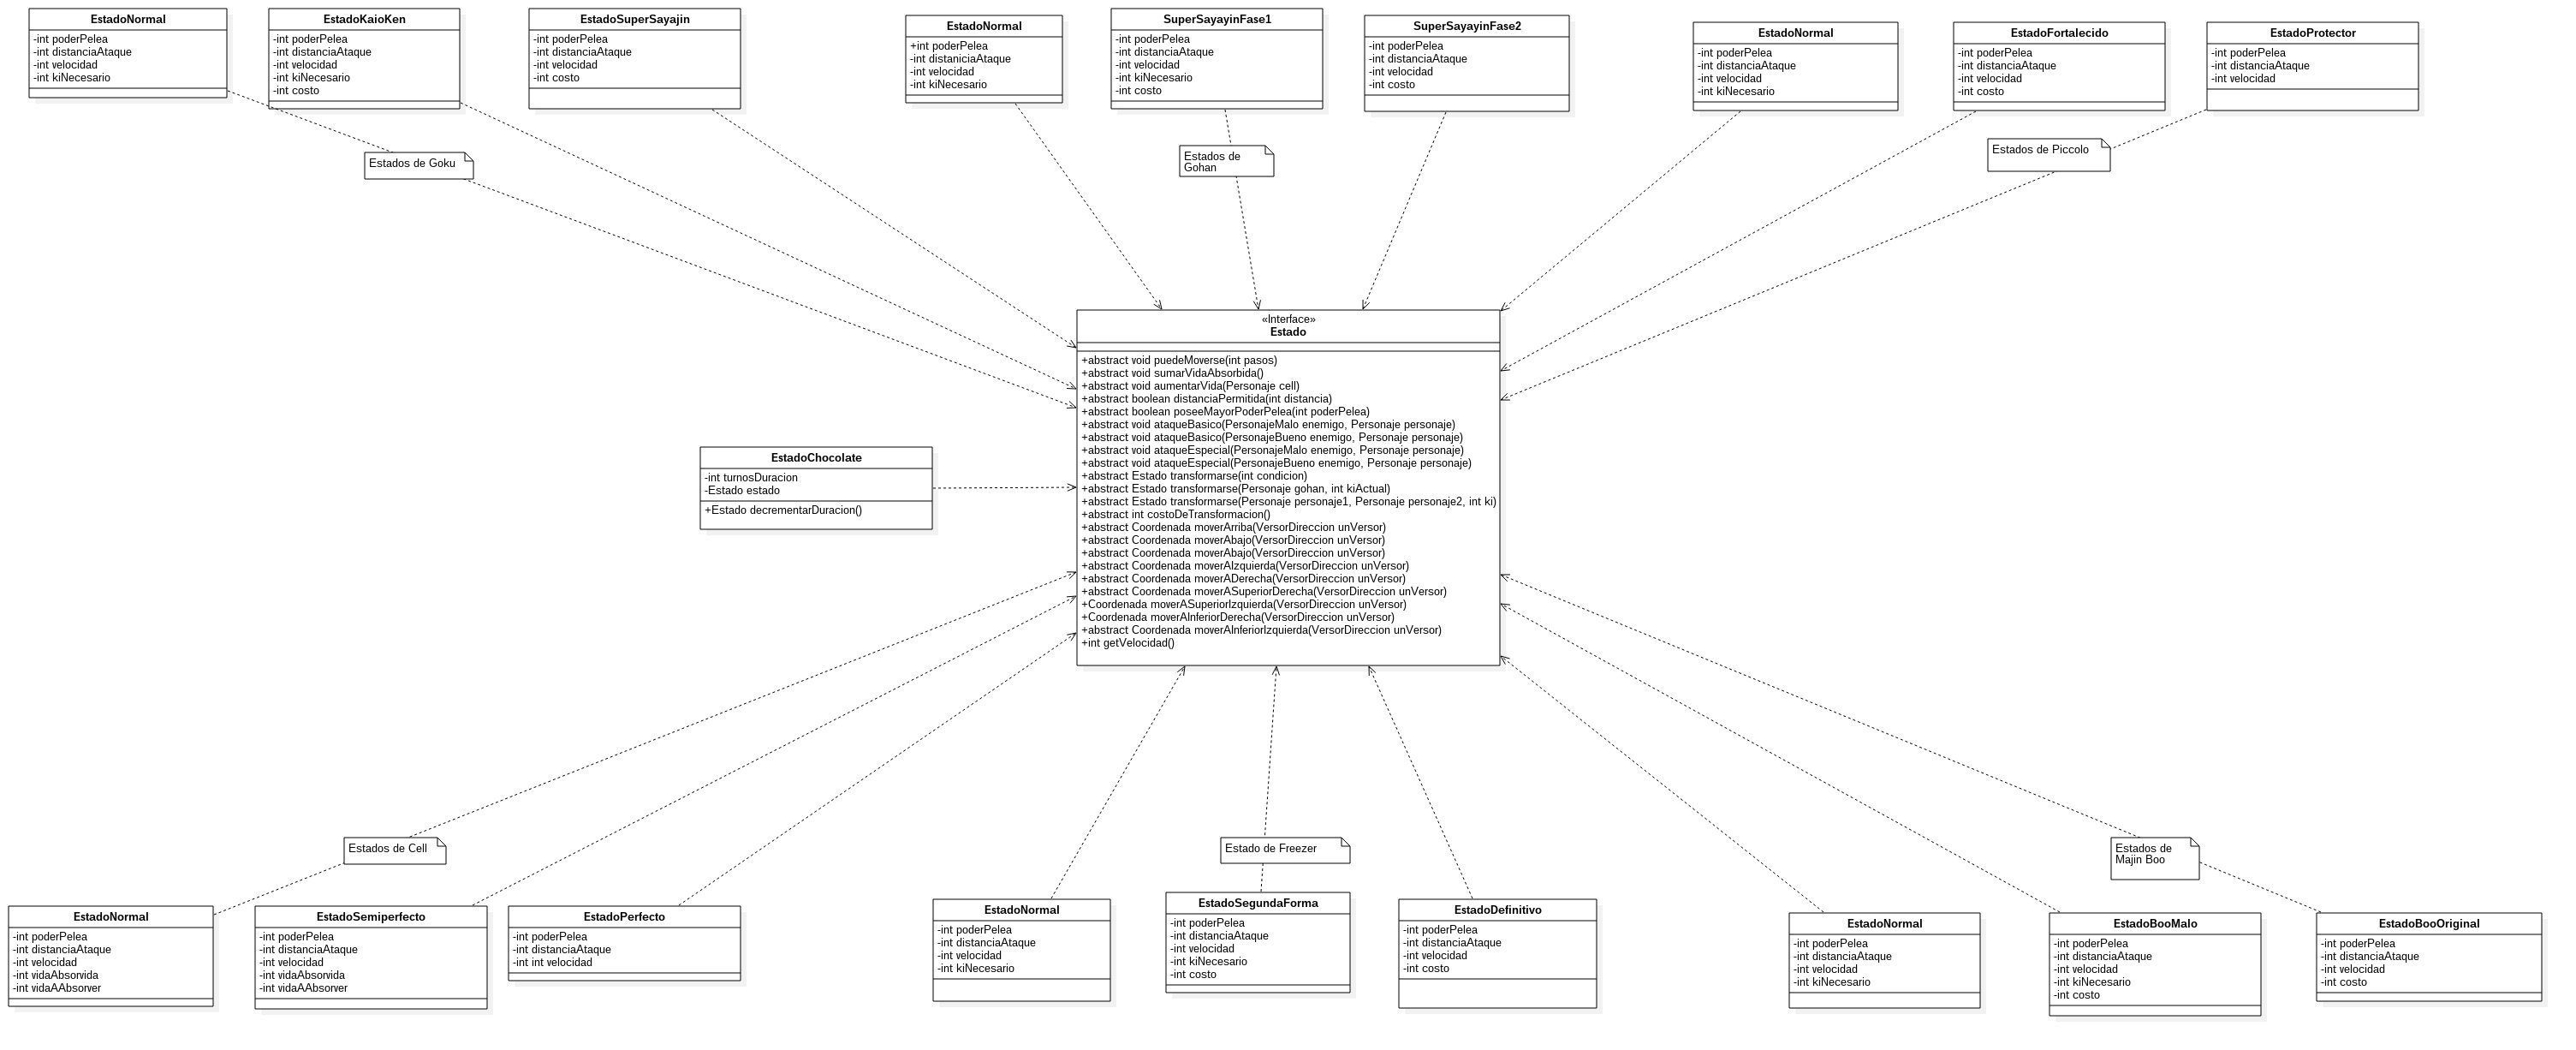 EstadoNormal
-int poderPelea
-int distanciaAtaque
-int velocidad
-int kiNecesario
EstadoKaioKen
-int poderPelea
-int distanciaAtaque
-int velocidad
-int kiNecesario
-int costo
EstadoSuperSayajin
-int poderPelea
-int distanciaAtaque
-int velocidad
-int costo
EstadoNormal
+int poderPelea
-int distaniciaAtaque
-int velocidad
-int kiNecesario
SuperSayayinFase1
-int poderPelea
-int distanciaAtaque
-int velocidad
-int kiNecesario
-int costo
SuperSayayinFase2
-int poderPelea
-int distanciaAtaque
-int velocidad
-int costo
EstadoNormal
-int poderPelea
-int distanciaAtaque
-int velocidad
-int kiNecesario
EstadoFortalecido
-int poderPelea
-int distanciaAtaque
-int velocidad
-int costo
EstadoProtector
-int poderPelea
-int distanciaAtaque
-int velocidad
Estados de Goku
Estados de
Gohan
Estados de Piccolo
«Interface»
Estado
+abstract void puedeMoverse(int pasos)
+abstract void sumarVidaAbsorbida()
+abstract void aumentarVida(Personaje cell)
+abstract boolean distanciaPermitida(int distancia)
+abstract boolean poseeMayorPoderPelea(int poderPelea)
+abstract void ataqueBasico(PersonajeMalo enemigo, Personaje personaje)
+abstract void ataqueBasico(PersonajeBueno enemigo, Personaje personaje)
+abstract void ataqueEspecial(PersonajeMalo enemigo, Personaje personaje)
+abstract void ataqueEspecial(PersonajeBueno enemigo, Personaje personaje)
+abstract Estado transformarse(int condicion)
+abstract Estado transformarse(Personaje gohan, int kiActual)
+abstract Estado transformarse(Personaje personaje1, Personaje personaje2, int ki)
+abstract int costoDeTransformacion()
+abstract Coordenada moverArriba(VersorDireccion unVersor)
+abstract Coordenada moverAbajo(VersorDireccion unVersor)
+abstract Coordenada moverAbajo(VersorDireccion unVersor)
+abstract Coordenada moverAIzquierda(VersorDireccion unVersor)
+abstract Coordenada moverADerecha(VersorDireccion unVersor)
+abstract Coordenada moverASuperiorDerecha(VersorDireccion unVersor)
+Coordenada moverASuperiorIzquierda(VersorDireccion unVersor)
+Coordenada moverAInferiorDerecha(VersorDireccion unVersor)
+abstract Coordenada moverAInferiorIzquierda(VersorDireccion unVersor)
+int getVelocidad()
EstadoChocolate
-int turnosDuracion
-Estado estado
+Estado decrementarDuracion()
Estados de Cell
Estado de Freezer
Estados de
Majin Boo
EstadoNormal
-int poderPelea
-int distanciaAtaque
-int velocidad
-int vidaAbsorvida
-int vidaAAbsorver
EstadoSemiperfecto
-int poderPelea
-int distanciaAtaque
-int velocidad
-int vidaAbsorvida
-int vidaAAbsorver
EstadoPerfecto
-int poderPelea
-int distanciaAtaque
-int int velocidad
EstadoNormal
-int poderPelea
-int distanciaAtaque
-int velocidad
-int kiNecesario
EstadoSegundaForma
-int poderPelea
-int distanciaAtaque
-int velocidad
-int kiNecesario
-int costo
EstadoDefinitivo
-int poderPelea
-int distanciaAtaque
-int velocidad
-int costo
EstadoNormal
-int poderPelea
-int distanciaAtaque
-int velocidad
-int kiNecesario
EstadoBooMalo
-int poderPelea
-int distanciaAtaque
-int velocidad
-int kiNecesario
-int costo
EstadoBooOriginal
-int poderPelea
-int distanciaAtaque
-int velocidad
-int costo